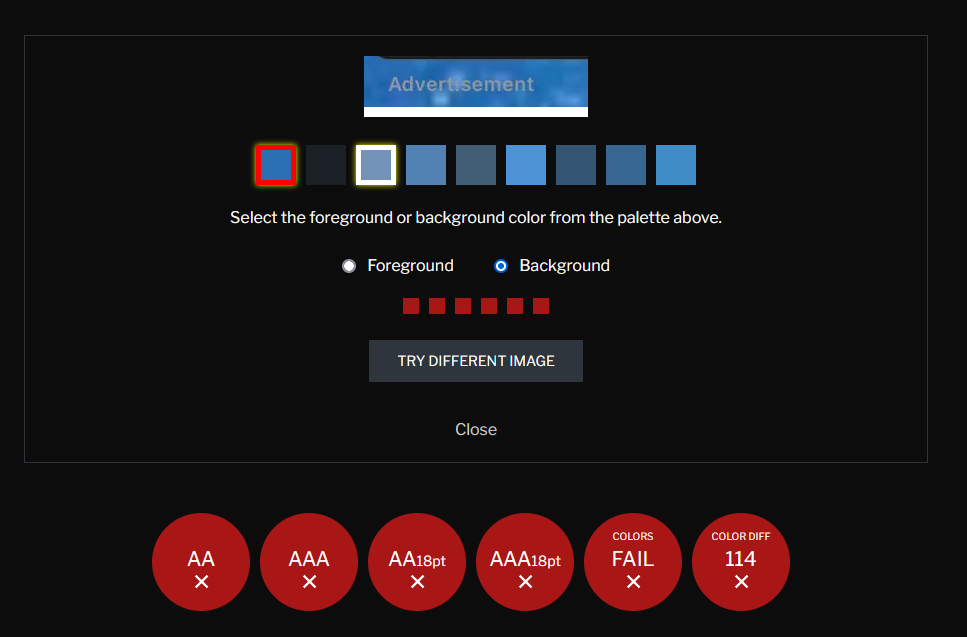 Advertisement
Select the foreground or background color from the palette above.
Foreground Background
TRY DIFFERENT IMAGE
Close
AA
AAA
AA18pt
AAA18pt
COLORS
FAIL
COLOR DIFF
114